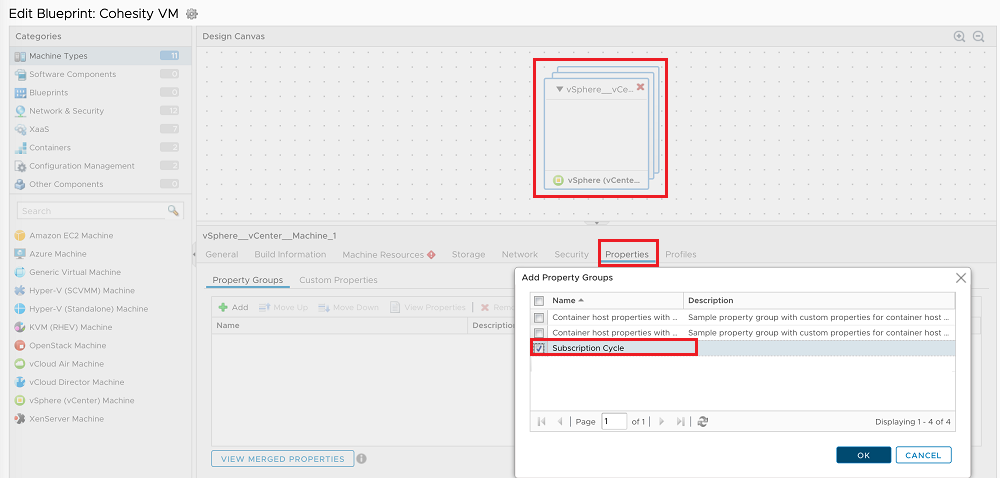 Edit Blueprint: Cohesity VM
Categories
Machine Types 11
Software Components 0
Blueprints 0
Network & Security 12
XaaS 7
Containers 2
Configuration Management 2
Other Components 0
Search
Amazon EC2 Machine
Azure Machine
Generic Virtual Machine
Hyper-V (SCVMM) Machine
Hyper-V (Standalone) Machine
KVM (RHEV) Machine
OpenStack Machine
vCloud Air Machine
vCloud Director Machine
vSphere (vCenter) Machine
XenServer Machine
Design Canvas
vSphere__vCe...
vSphere (vCente...
vSphere__vCenter__Machine_1
General Build Information Machine Resources Storage Network Security Properties Profiles
Property Groups Custom Properties
Add Move Up Move Down View Properties Remo
Name Description
VIEW MERGED PROPERTIES
Add Property Groups
Name Description
Container host properties with ... Sample property group with custom properties for container host ...
Container host properties with ... Sample property group with custom properties for container host ...
Subscription Cycle
Page 1 of 1 Displaying 1 - 4 of 4
OK CANCEL